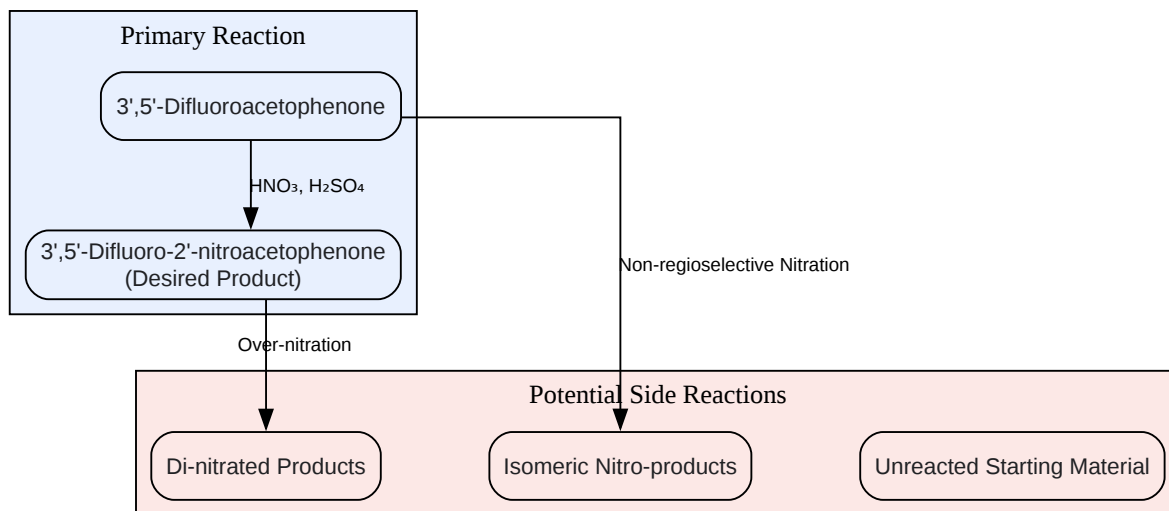 Primary Reaction
3',5'-Difluoroacetophenone
HNO₃, H₂SO₄
3',5'-Difluoro-2'-nitroacetophenone
(Desired Product)
Non-regioselective Nitration
Over-nitration
Potential Side Reactions
Di-nitrated Products
Isomeric Nitro-products
Unreacted Starting Material